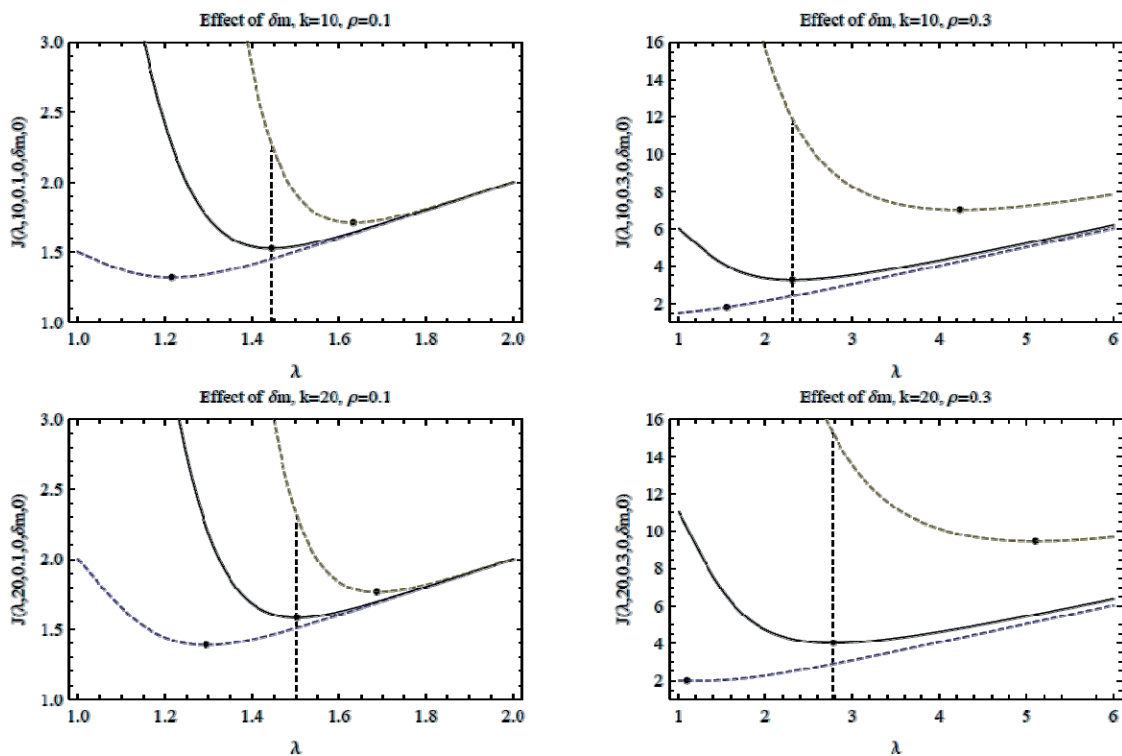 Effect of δm, k=10, ρ=0.1
J(λ,10,0.1,0,δm,0)
3.0
2.5
2.0
1.5
1.0
1.0 1.2 1.4 1.6 1.8 2.0
λ
Effect of δm, k=10, ρ=0.3
J(λ,10,0.3,0,δm,0)
16
14
12
10
8
6
4
2
1 2 3 4 5 6
λ
Effect of δm, k=20, ρ=0.1
J(λ,20,0.1,0,δm,0)
3.0
2.5
2.0
1.5
1.0
1.0 1.2 1.4 1.6 1.8 2.0
λ
Effect of δm, k=20, ρ=0.3
J(λ,20,0.3,0,δm,0)
16
14
12
10
8
6
4
2
1 2 3 4 5 6
λ